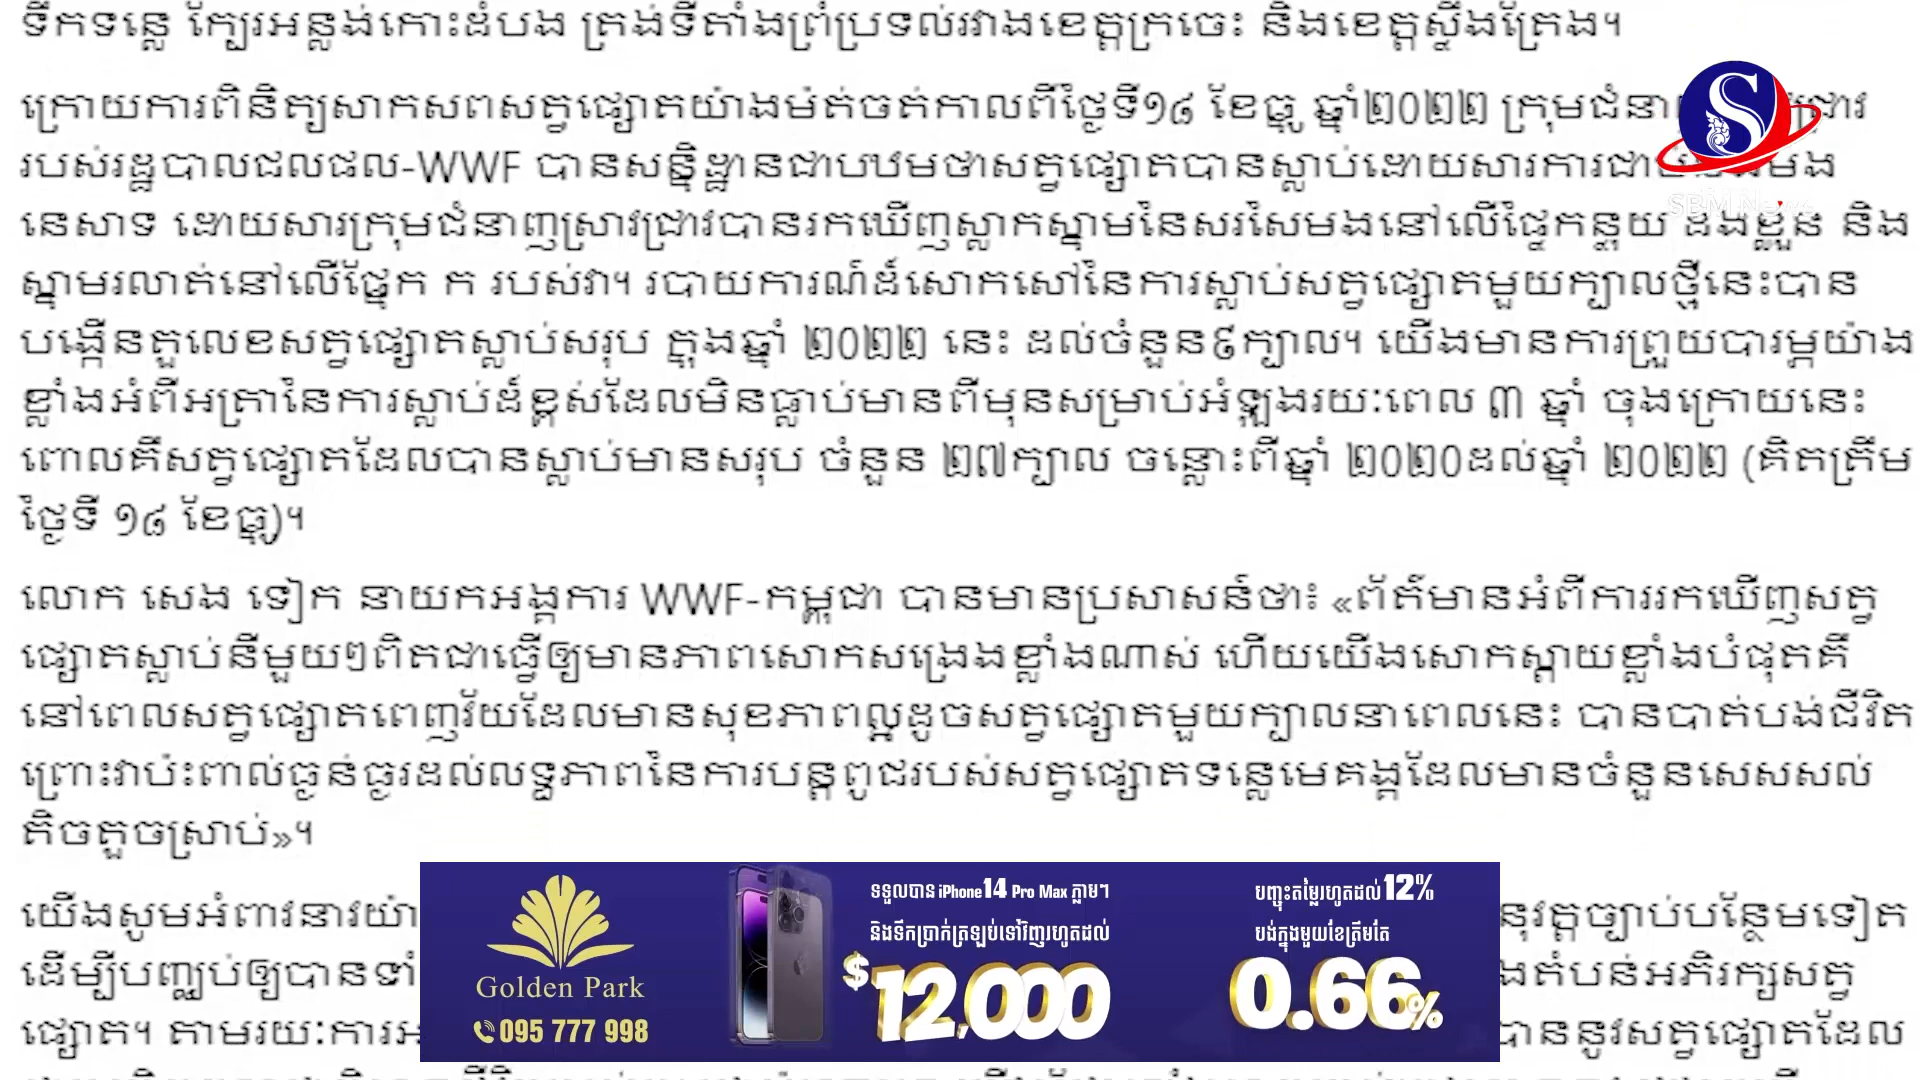 ទឹកទន្លេ ក្បែរអន្លង់កោះដំបង ត្រង់ទីតាំងព្រំប្រទល់រវាងខេត្តក្រចេះ និងខេត្តស្ទឹងត្រែង។
ក្រោយការពិនិត្យសាកសពសត្វផ្សោតយ៉ាងម៉ត់ចត់កាលពីថ្ងៃទី១៨ ខែធ្នូ ឆ្នាំ២០២២ ក្រុមជំនា
របស់រដ្ឋបាលជលផល-WWF បានសន្និដ្ឋានជាបឋមថាសត្វផ្សោតបានស្លាប់ដោយសារការជា
នេសាទ ដោយសារក្រុមជំនាញស្រាវជ្រាវបានរកឃើញស្លាកស្នាមនៃសរសៃមងនៅលើផ្ទៃកន្ទុយ ដងខ្លួន និង
ស្នាមរលាត់នៅលើផ្នែក ក របស់វា។ របាយការណ៍ដ៏សោកសៅនៃការស្លាប់សត្វផ្សោតមួយក្បាលថ្មីនេះបាន
បង្កើនតួលេខសត្វផ្សោតស្លាប់សរុប ក្នុងឆ្នាំ ២០២២ នេះ ដល់ចំនួន៩ក្បាល។ យើងមានការព្រួយបារម្ភយ៉ាង
ខ្លាំងអំពីអត្រានៃការស្លាប់ដ៏ខ្ពស់ដែលមិនធ្លាប់មានពីមុនសម្រាប់អំឡុងរយៈពេល ៣ ឆ្នាំ ចុងក្រោយនេះ
ពោលគឺសត្វផ្សោតដែលបានស្លាប់មានសរុប ចំនួន ២៧ក្បាល ចន្លោះពីឆ្នាំ ២០២០ដល់ឆ្នាំ ២០២២ (គិតត្រឹម
ថ្ងៃទី ១៨ ខែធ្នូ)។
លោក សេង ទៀក នាយកអង្គការ WWF-កម្ពុជា បានមានប្រសាសន៍ថា៖ «ព័ត៌មានអំពីការរកឃើញសត្វ
ផ្សោតស្លាប់នីមួយៗពិតជាធ្វើឲ្យមានភាពសោកសង្រេងខ្លាំងណាស់ ហើយយើងសោកស្តាយខ្លាំងបំផុតគឺ
នៅពេលសត្វផ្សោតពេញវ័យដែលមានសុខភាពល្អដូចសត្វផ្សោតមួយក្បាលនាពេលនេះ បានបាត់បង់ជីវិត
ព្រោះវាប៉ះពាល់ធ្ងន់ធ្ងរដល់លទ្ធភាពនៃការបន្តពូជរបស់សត្វផ្សោតទន្លេមេគង្គដែលមានចំនួនសេសសល់
តិចតួចស្រាប់»។
យើងសូមអំពាវនាវយ៉ា
នុវត្តច្បាប់បន្ថែមទៀត
ដើម្បីបញ្ឈប់ឲ្យបានទាំ
ងតំបន់អភិរក្សសត្វ
ផ្សោត។ តាមរយៈការអ
បាននូវសត្វផ្សោតដែល
S
SBM News
Golden Park
095 777 998
ទទួលបាន iPhone14 Pro Max ភ្លាមៗ
និងទឹកប្រាក់ត្រឡប់ទៅវិញរហូតដល់
$12,000
បញ្ចុះតម្លៃរហូតដល់12%
បង់ក្នុងមួយខែត្រឹមតែ
0.66%